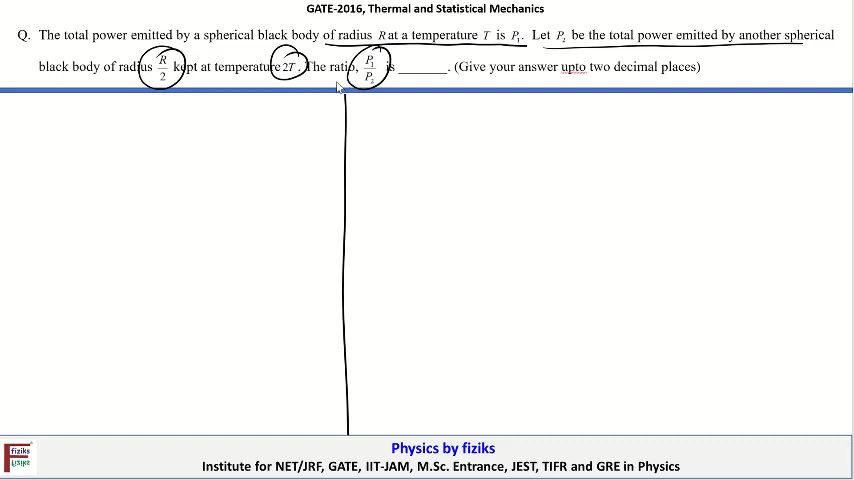 GATE-2016, Thermal and Statistical Mechanics
Q. The total power emitted by a spherical black body of radius R at a temperature T is P₁. Let P₂ be the total power emitted by another spherical
black body of radius R/2 kept at temperature 2T. The ratio, P₁/P₂ is _______. (Give your answer upto two decimal places)
Physics by fiziks
fiziks
Institute for NET/JRF, GATE, IIT-JAM, M.Sc. Entrance, JEST, TIFR and GRE in Physics